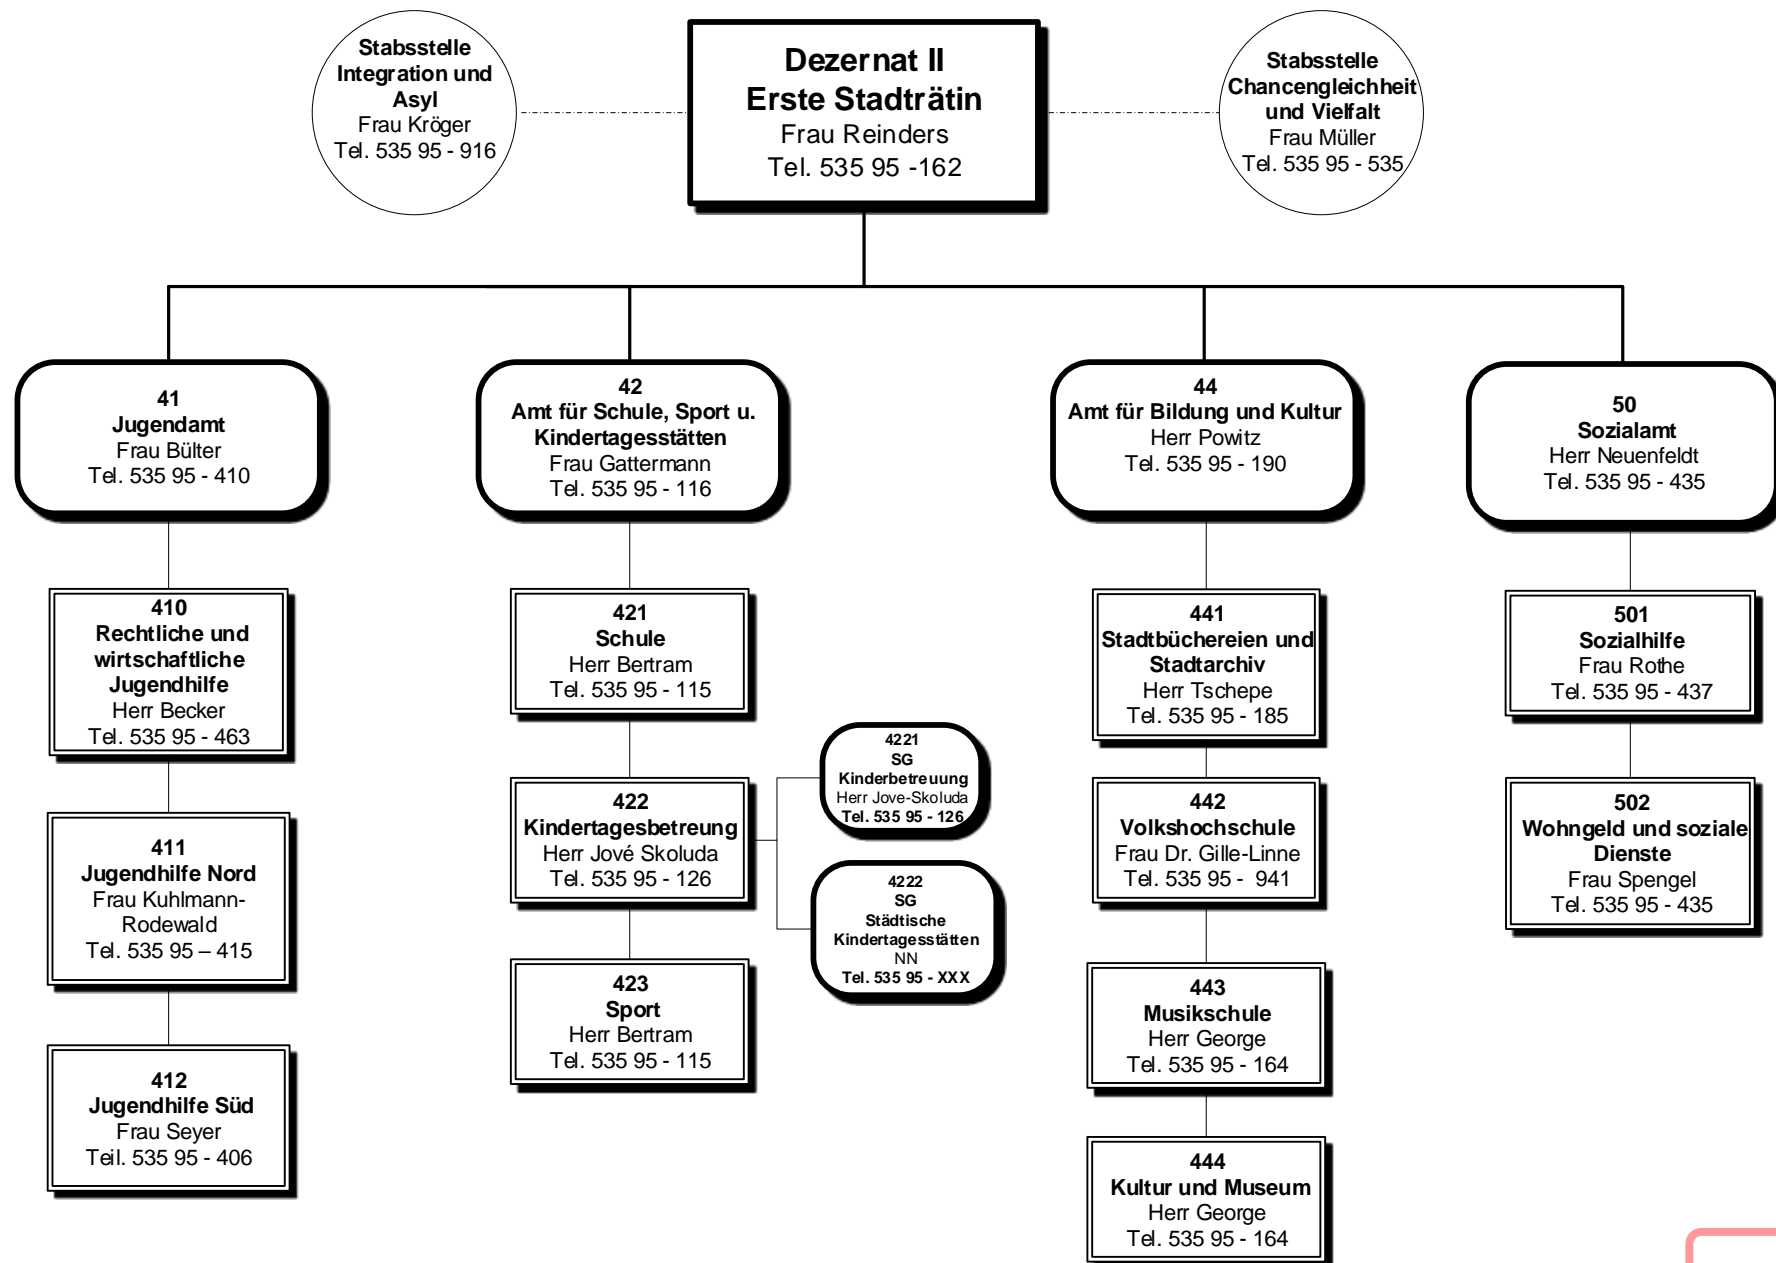 Stabsstelle
Integration und
Asyl
Frau Kröger
Tel. 535 95 - 916
Dezernat II
Erste Stadträtin
Frau Reinders
Tel. 535 95 -162
Stabsstelle
Chancengleichheit
und Vielfalt
Frau Müller
Tel. 535 95 - 535
41
Jugendamt
Frau Bülter
Tel. 535 95 - 410
42
Amt für Schule, Sport u.
Kindertagesstätten
Frau Gattermann
Tel. 535 95 - 116
44
Amt für Bildung und Kultur
Herr Powitz
Tel. 535 95 - 190
50
Sozialamt
Herr Neuenfeldt
Tel. 535 95 - 435
410
Rechtliche und
wirtschaftliche
Jugendhilfe
Herr Becker
Tel. 535 95 - 463
411
Jugendhilfe Nord
Frau Kuhlmann-
Rodewald
Tel. 535 95 – 415
412
Jugendhilfe Süd
Frau Seyer
Teil. 535 95 - 406
421
Schule
Herr Bertram
Tel. 535 95 - 115
422
Kindertagesbetreung
Herr Jové Skoluda
Tel. 535 95 - 126
4221
SG
Kinderbetreuung
Herr Jove-Skoluda
Tel. 535 95 - 126
4222
SG
Städtische
Kindertagesstätten
NN
Tel. 535 95 - XXX
423
Sport
Herr Bertram
Tel. 535 95 - 115
441
Stadtbüchereien und
Stadtarchiv
Herr Tschepe
Tel. 535 95 - 185
442
Volkshochschule
Frau Dr. Gille-Linne
Tel. 535 95 -  941
443
Musikschule
Herr George
Tel. 535 95 - 164
444
Kultur und Museum
Herr George
Tel. 535 95 - 164
501
Sozialhilfe
Frau Rothe
Tel. 535 95 - 437
502
Wohngeld und soziale
Dienste
Frau Spengel
Tel. 535 95 - 435